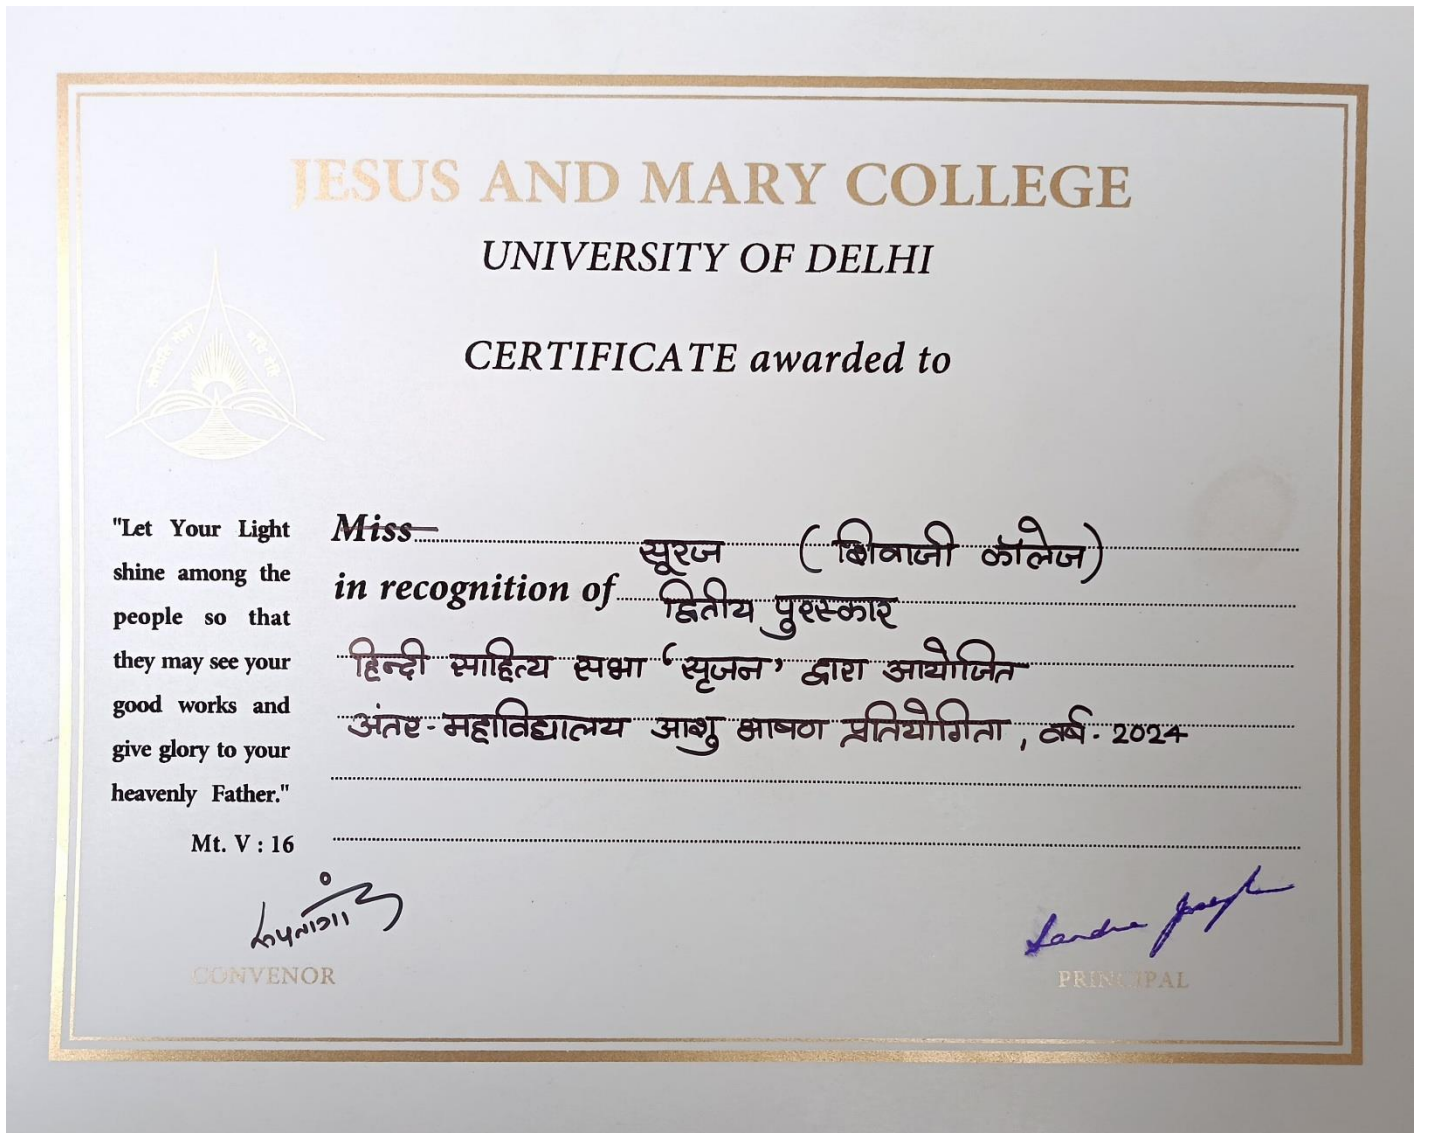 JESUS AND MARY COLLEGE
UNIVERSITY OF DELHI
CERTIFICATE awarded to
"Let Your Light
shine among the
people so that
they may see your
good works and
give glory to your
heavenly Father."
Mt. V : 16
Miss सूरज (शिवाजी कॉलेज)
in recognition of द्वितीय पुरस्कार
हिन्दी साहित्य सभा ‘सृजन’ द्वारा आयोजित
अंतर-महाविद्यालय आशु भाषण प्रतियोगिता, वर्ष-2024
CONVENOR
Sandra Joseph
PRINCIPAL